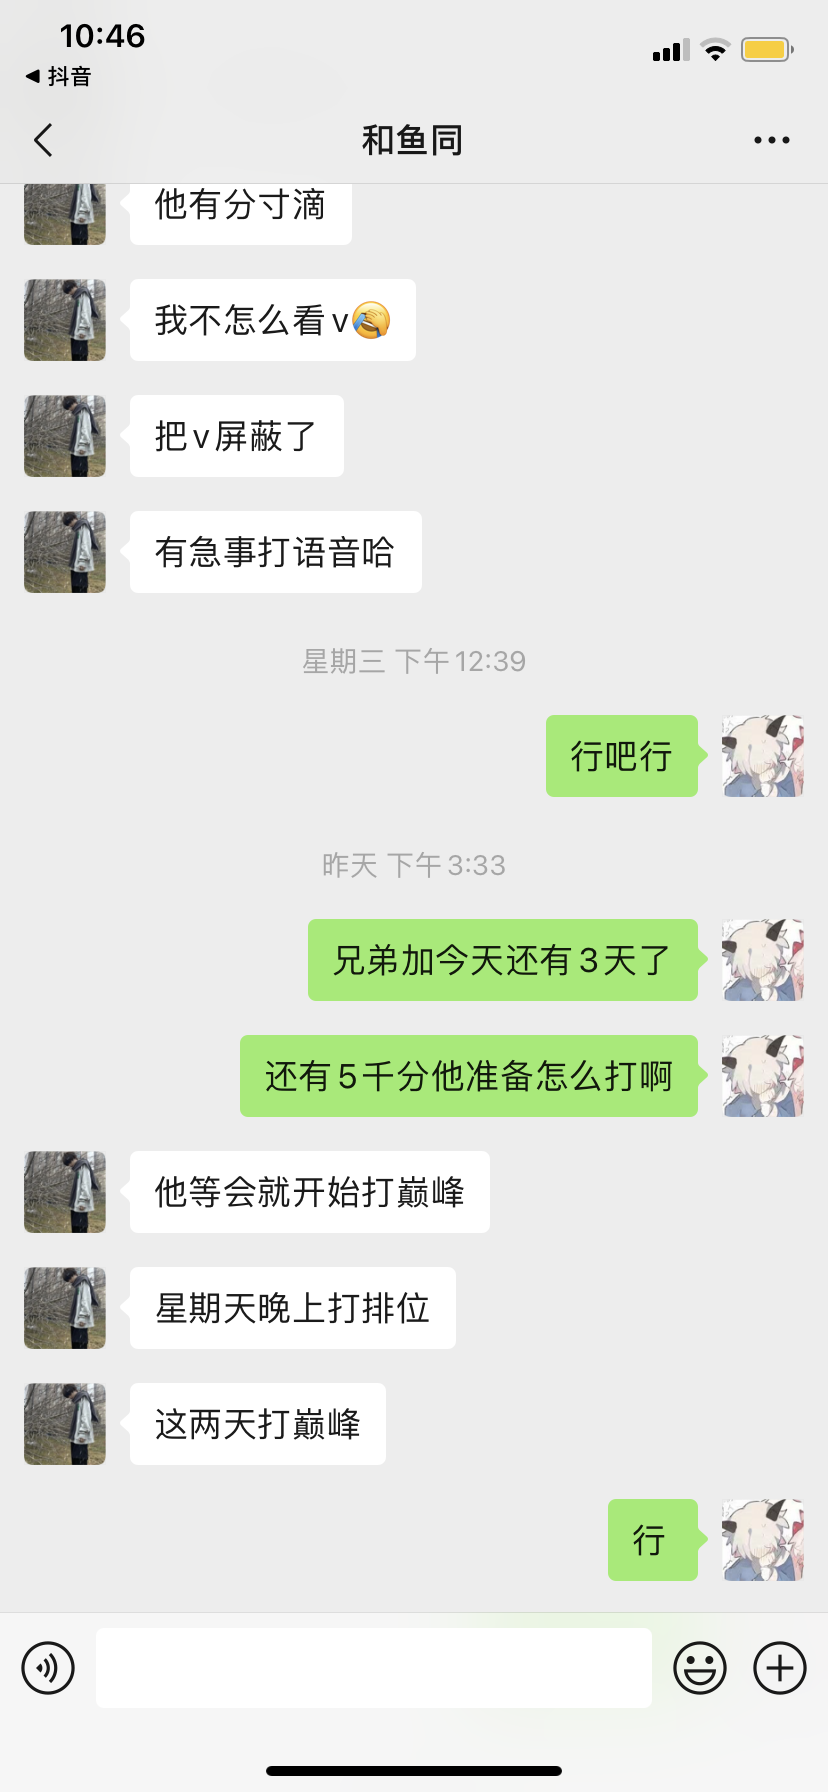 10:46
抖音
和鱼同
他有分寸滴
我不怎么看v🤣
把v屏蔽了
有急事打语音哈
星期三 下午12:39
行吧行
昨天 下午3:33
兄弟加今天还有3天了
还有5千分他准备怎么打啊
他等会就开始打巅峰
星期天晚上打排位
这两天打巅峰
行